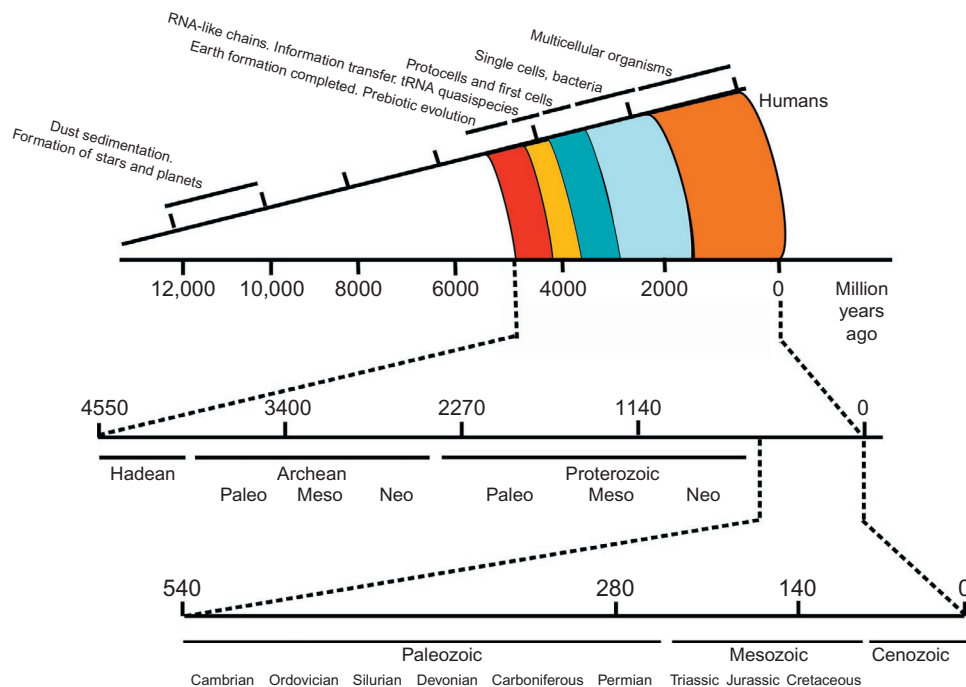 Multicellular organisms
Single cells, bacteria
Protocells and first cells
RNA-like chains. Information transfer. tRNA quasispecies
Earth formation completed. Prebiotic evolution
Dust sedimentation.
Formation of stars and planets
Humans
12,000 10,000 8000 6000 4000 2000 0 Million
years
ago
4550 3400 2270 1140 0
Hadean Archean Proterozoic
Paleo Meso Neo Paleo Meso Neo
540 280 140 0
Paleozoic Mesozoic Cenozoic
Cambrian Ordovician Silurian Devonian Carboniferous Permian Triassic Jurassic Cretaceous